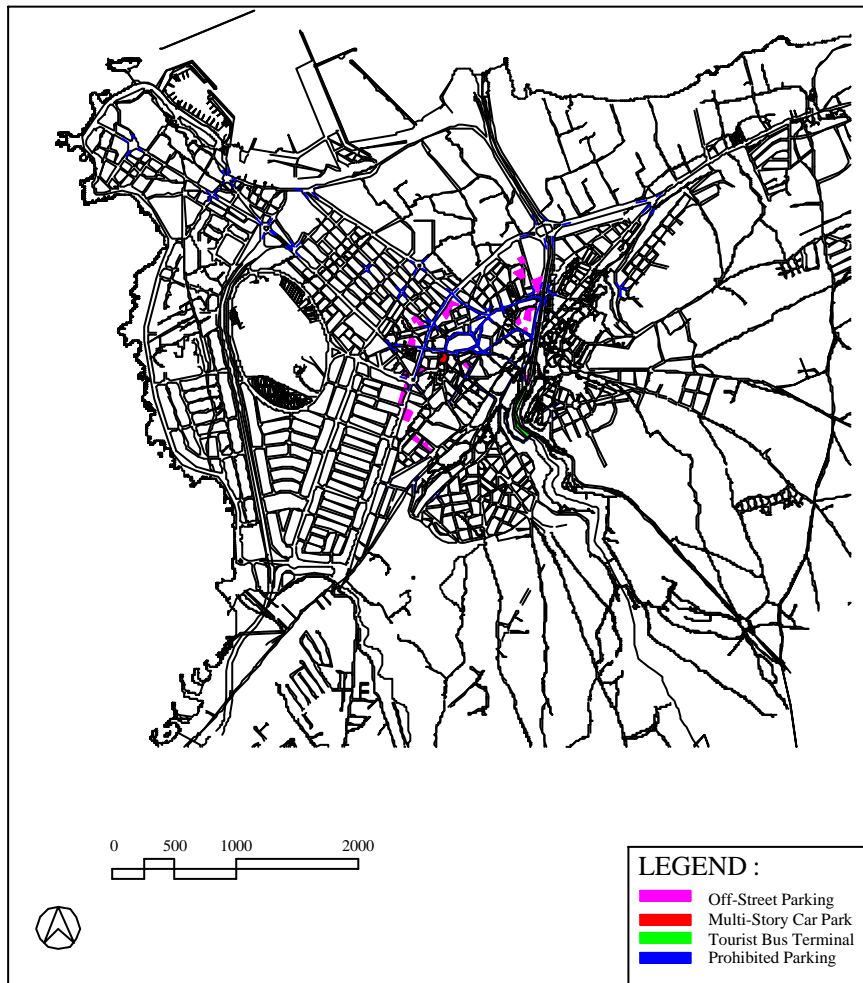 0 500 1000 2000
LEGEND :
Off-Street Parking
Multi-Story Car Park
Tourist Bus Terminal
Prohibited Parking